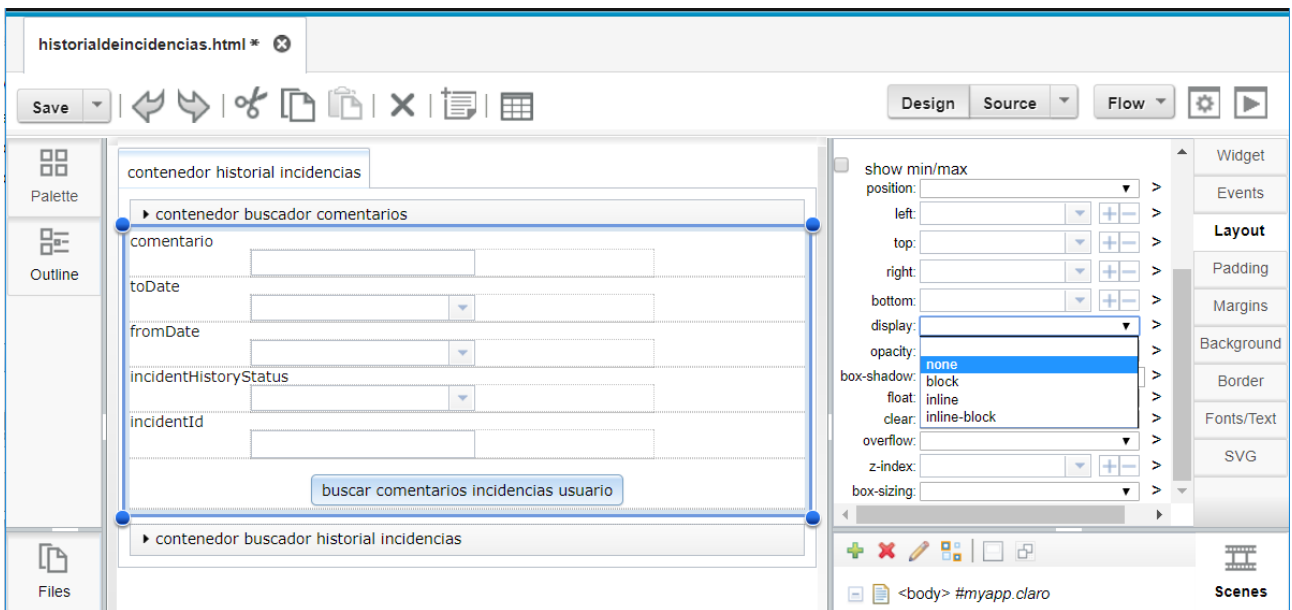 historialdeincidencias.html *
Save
Design Source Flow
Palette
Outline
Files
contenedor historial incidencias
contenedor buscador comentarios
comentario
toDate
fromDate
incidentHistoryStatus
incidentId
buscar comentarios incidencias usuario
contenedor buscador historial incidencias
show min/max
position: >
left: >
top: >
right: >
bottom: >
display: >
opacity: >
none
box-shadow: >
block
float: >
inline
clear: >
inline-block
overflow: >
z-index: >
box-sizing: >
<body> #myapp.claro
Widget
Events
Layout
Padding
Margins
Background
Border
Fonts/Text
SVG
Scenes